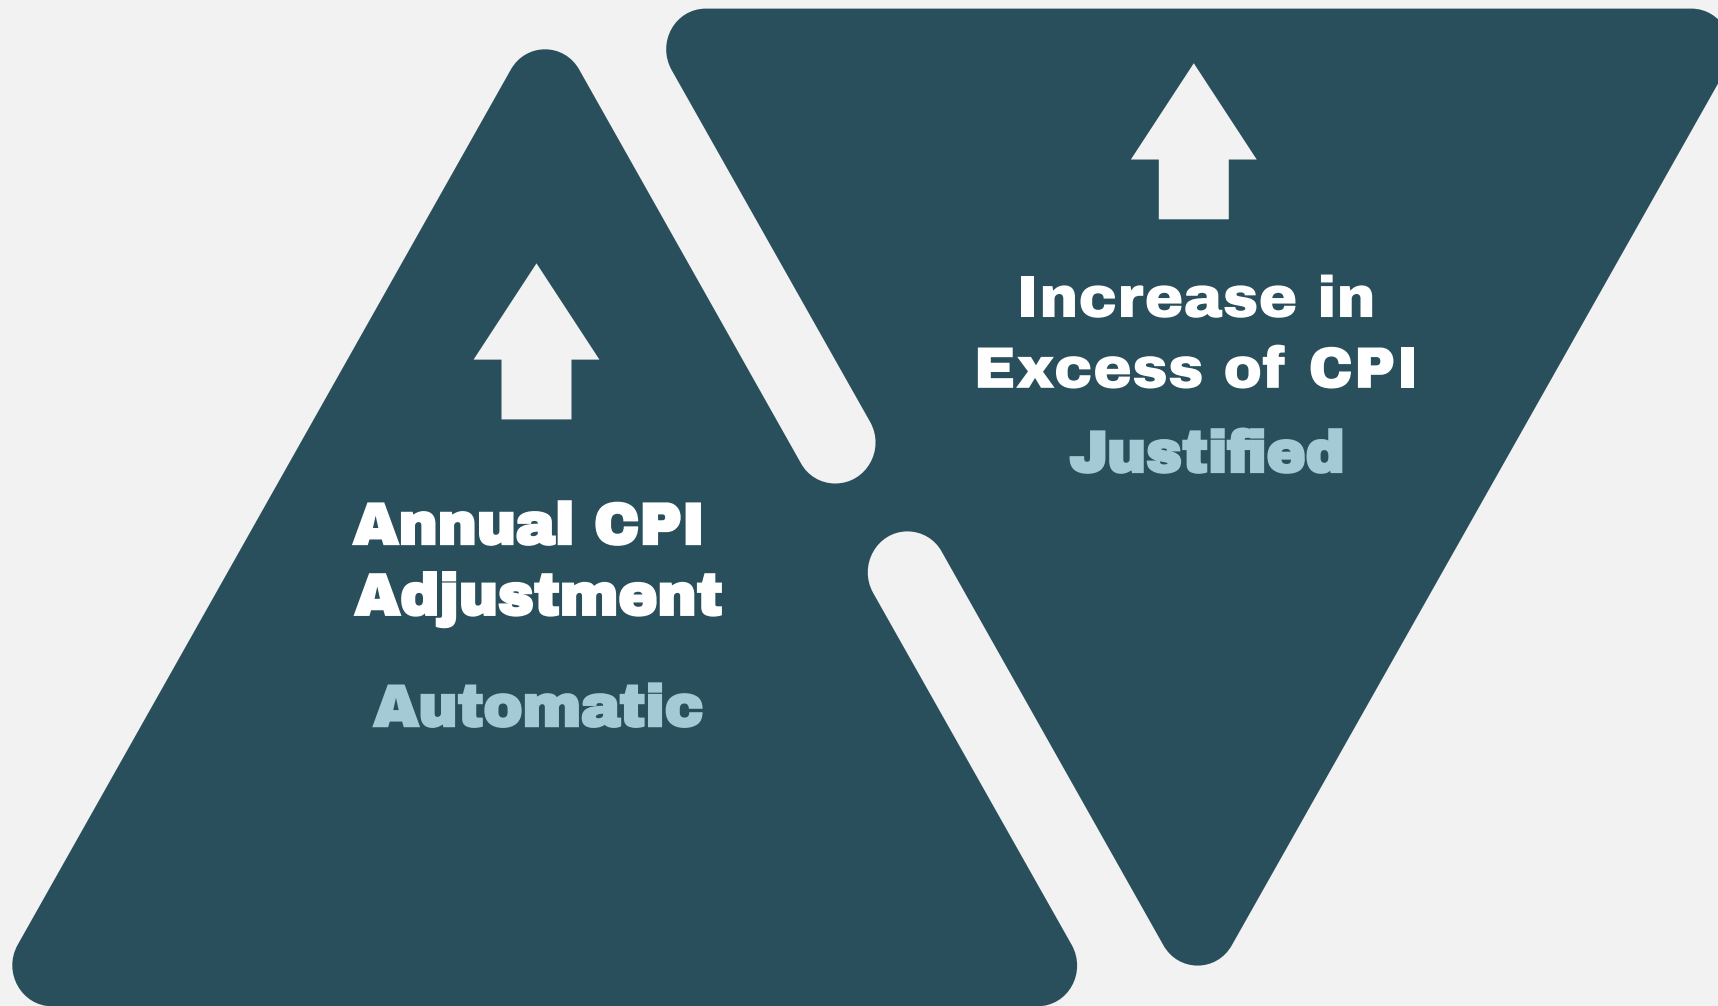 Annual CPI
Adjustment
Automatic
Increase in
Excess of CPI
Justified